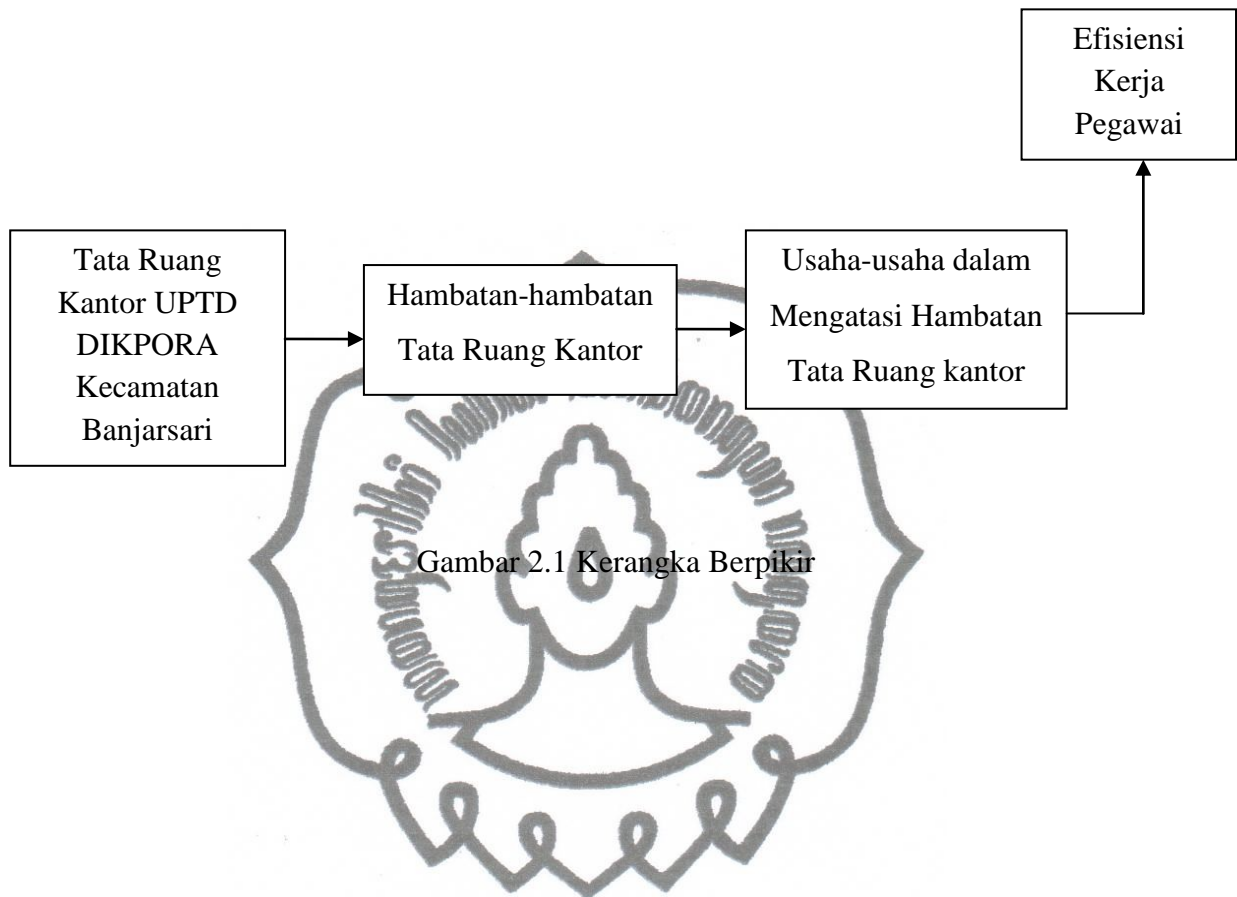 Efisiensi
Kerja
Pegawai
Tata Ruang
Kantor UPTD
DIKPORA
Kecamatan
Banjarsari
Hambatan-hambatan
Tata Ruang Kantor
Usaha-usaha dalam
Mengatasi Hambatan
Tata Ruang kantor
Gambar 2.1 Kerangka Berpikir